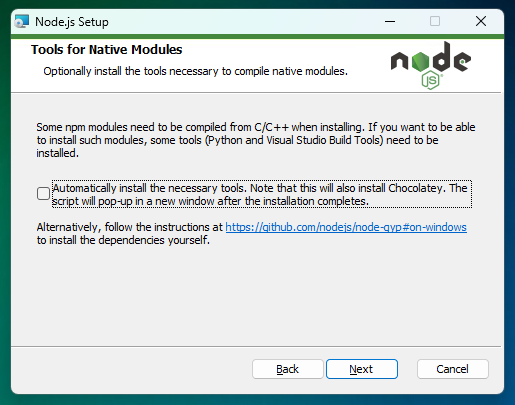 Node.js Setup
Tools for Native Modules
Optionally install the tools necessary to compile native modules.
node
JS
Some npm modules need to be compiled from C/C++ when installing. If you want to be able
to install such modules, some tools (Python and Visual Studio Build Tools) need to be
installed.
Automatically install the necessary tools. Note that this will also install Chocolatey. The
script will pop-up in a new window after the installation completes.
Alternatively, follow the instructions at https://github.com/nodejs/node-gyp#on-windows
to install the dependencies yourself.
Back
Next
Cancel